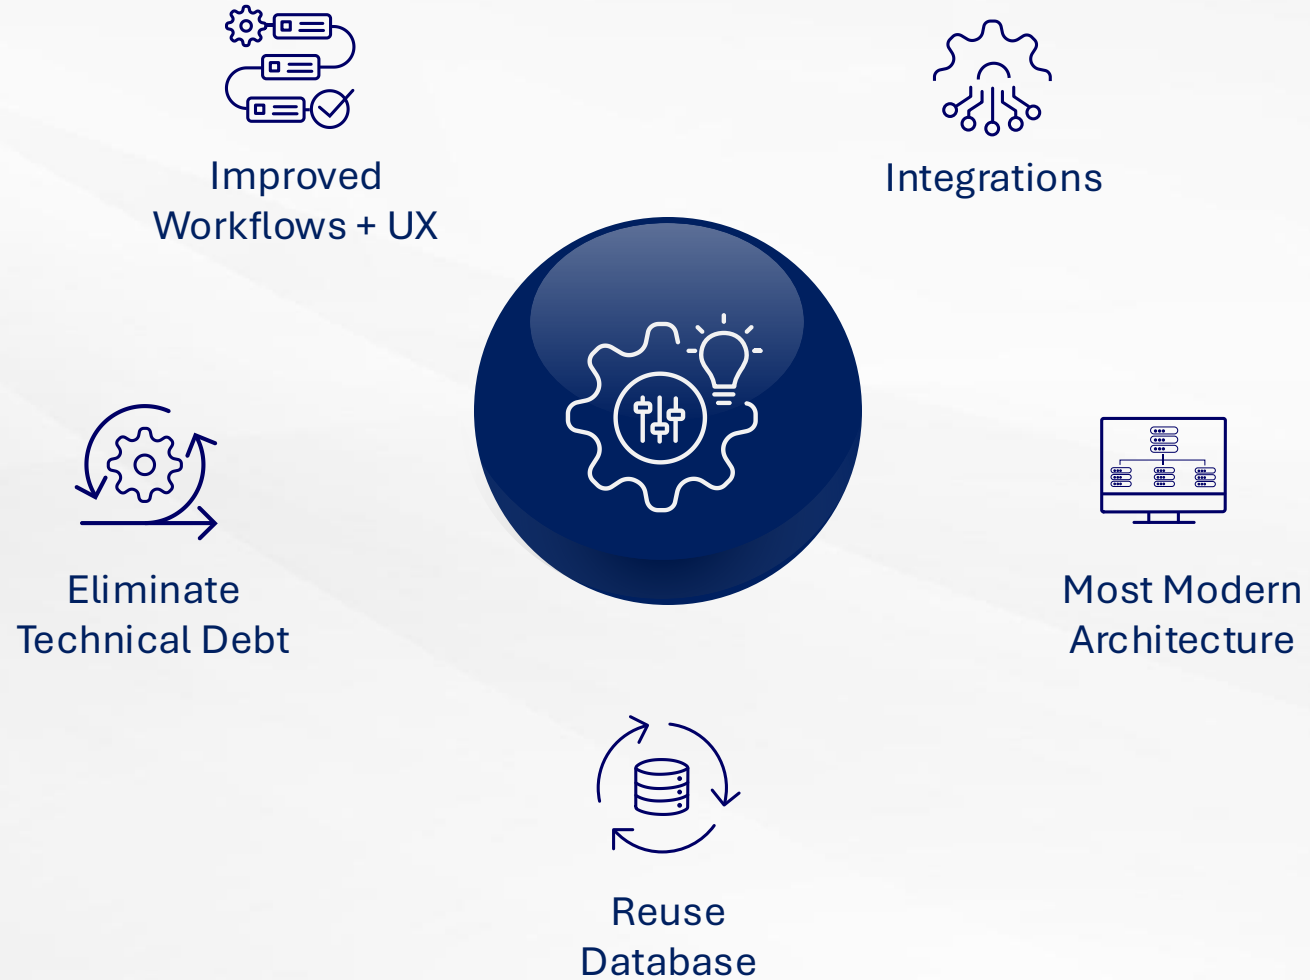 Improved
Workflows + UX
Integrations
Eliminate
Technical Debt
Most Modern
Architecture
Reuse
Database